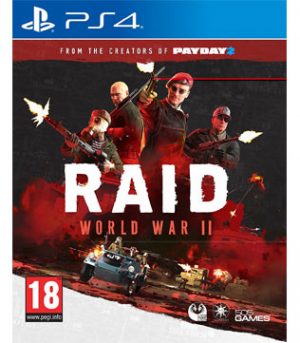 PS4
FROM THE CREATORS OF PAYDAY 2
RAID
WORLD WAR II
18
www.pegi.info
505
GAMES